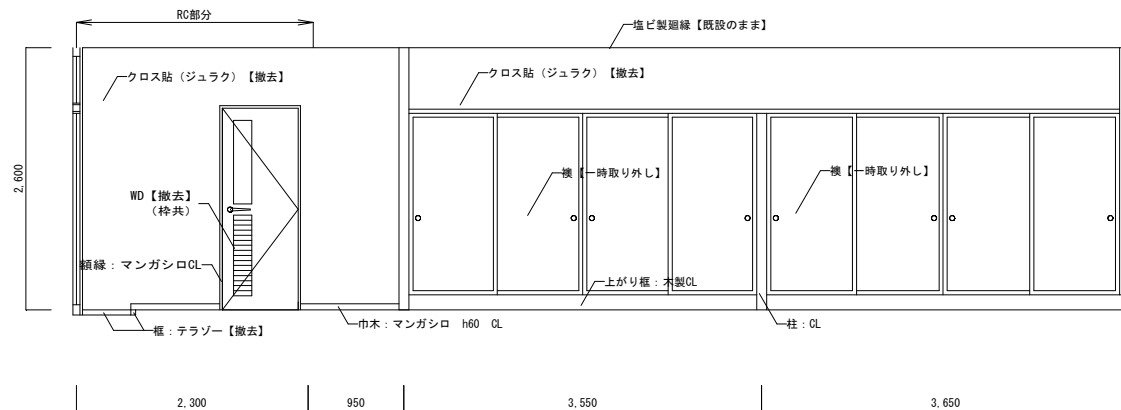 RC部分
塩ビ製廻縁【既設のまま】
クロス貼（ジュラク）【撤去】
クロス貼（ジュラク）【撤去】
2,600
襖【一時取り外し】
襖【一時取り外し】
WD【撤去】
（枠共）
額縁：マンガシロCL
上がり框：木製CL
框：テラゾー【撤去】
巾木：マンガシロ h60 CL
柱：CL
2,300
950
3,550
3,650